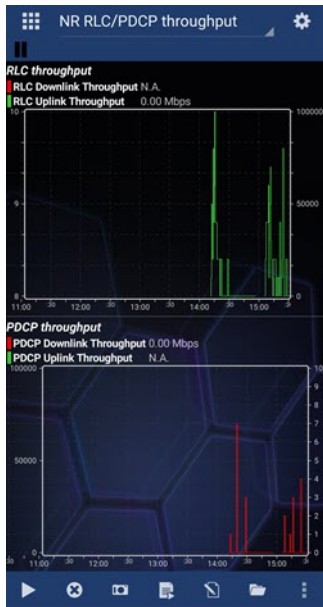 NR RLC/PDCP throughput
RLC throughput
RLC Downlink Throughput N.A.
RLC Uplink Throughput 0.00 Mbps
10 100000
9 50000
8 0
11:00 :30 12:00 :30 13:00 :30 14:00 :30 15:00 :30
PDCP throughput
PDCP Downlink Throughput 0.00 Mbps
PDCP Uplink Throughput N.A.
100000 10
9
8
7
6
50000 5
4
3
2
1
0 0
:30 11:00 :30 12:00 :30 13:00 :30 14:00 :30 15:00 :30